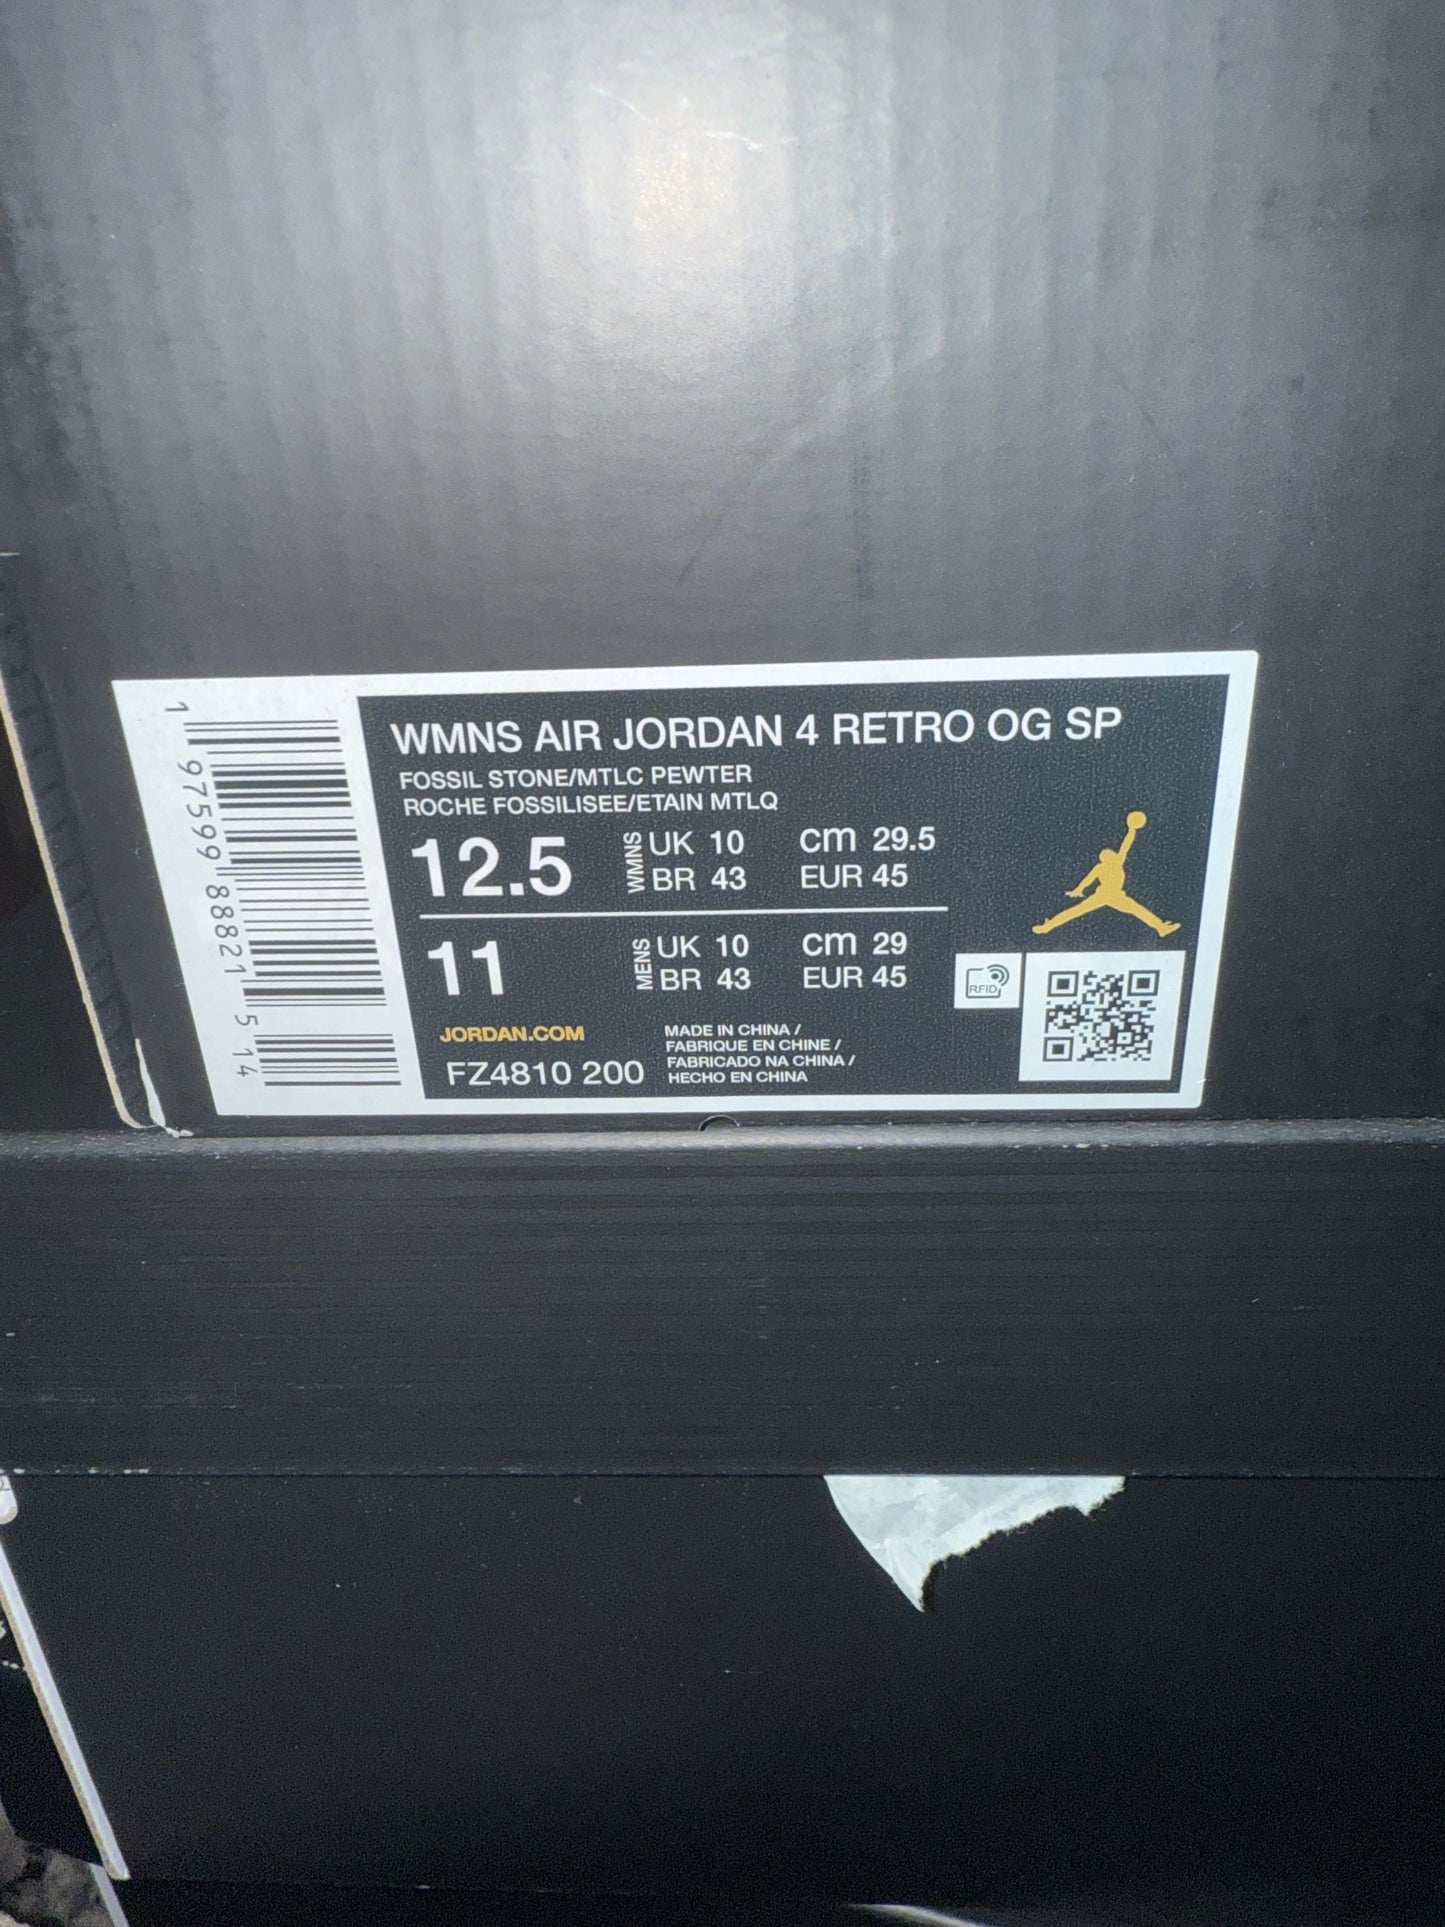 WMNS AIR JORDAN 4 RETRO OG SP
FOSSIL STONE/MTLC PEWTER
ROCHE FOSSILISEE/ETAIN MTLQ
12.5 WMNS UK 10 cm 29.5
BR 43 EUR 45
11 MENS UK 10 cm 29
BR 43 EUR 45
JORDAN.COM
FZ4810 200
MADE IN CHINA /
FABRIQUE EN CHINE /
FABRICADO NA CHINA /
HECHO EN CHINA
RFID
1 97599 88821 5 14